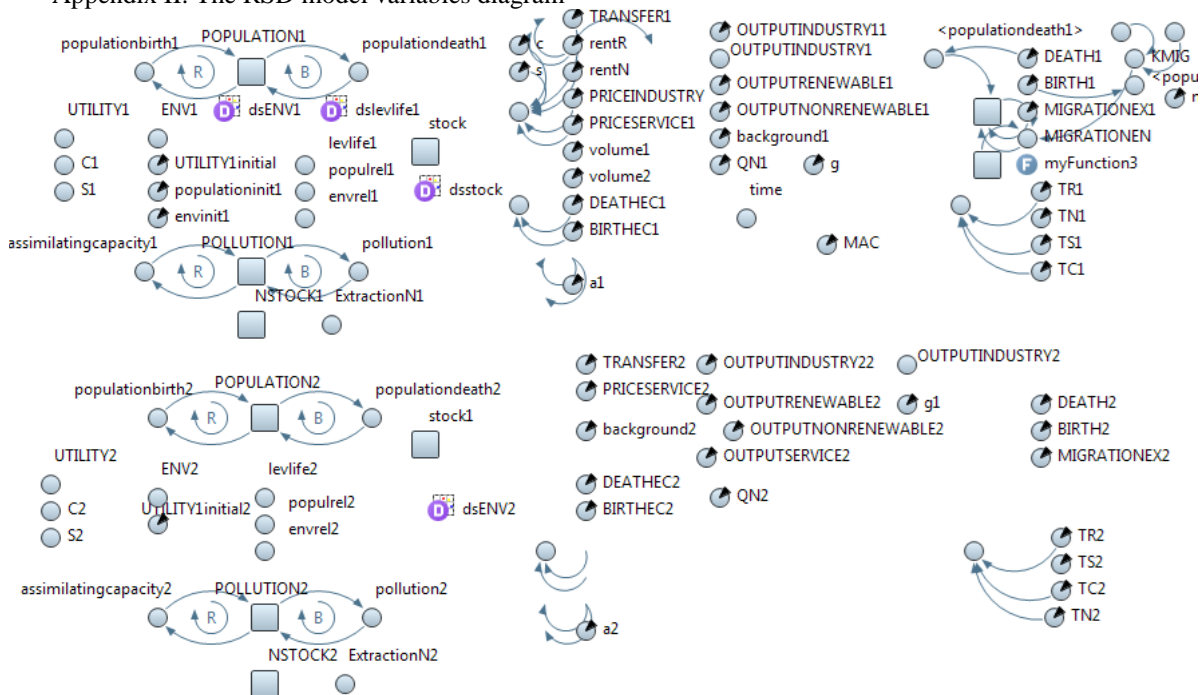 Appendix II. The RSD model variables diagram
populationbirth1
POPULATION1
populationdeath1
R
B
UTILITY1
ENV1
D
dsENV1
D
dslevlife1
stock
levlife1
C1
UTILITY1initial
populrel1
S1
populationinit1
envrel1
D
dsstock
envinit1
assimilatingcapacity1
POLLUTION1
pollution1
R
B
NSTOCK1
ExtractionN1
c
s
TRANSFER1
rentR
rentN
PRICEINDUSTRY
PRICESERVICE1
volume1
volume2
DEATHEC1
BIRTHEC1
a1
OUTPUTINDUSTRY11
OUTPUTINDUSTRY1
OUTPUTRENEWABLE1
OUTPUTNONRENEWABLE1
background1
QN1
g
time
MAC
<populationdeath1>
DEATH1
KMIG
BIRTH1
<popu
MIGRATIONEX1
MIGRATIONEN
F
myFunction3
TR1
TN1
TS1
TC1
populationbirth2
POPULATION2
populationdeath2
R
B
stock1
UTILITY2
ENV2
levlife2
C2
UTILITY1initial2
populrel2
S2
envrel2
D
dsENV2
assimilatingcapacity2
POLLUTION2
pollution2
R
B
NSTOCK2
ExtractionN2
TRANSFER2
PRICESERVICE2
background2
DEATHEC2
BIRTHEC2
a2
OUTPUTINDUSTRY22
OUTPUTINDUSTRY2
OUTPUTRENEWABLE2
g1
OUTPUTNONRENEWABLE2
OUTPUTSERVICE2
QN2
DEATH2
BIRTH2
MIGRATIONEX2
TR2
TS2
TC2
TN2